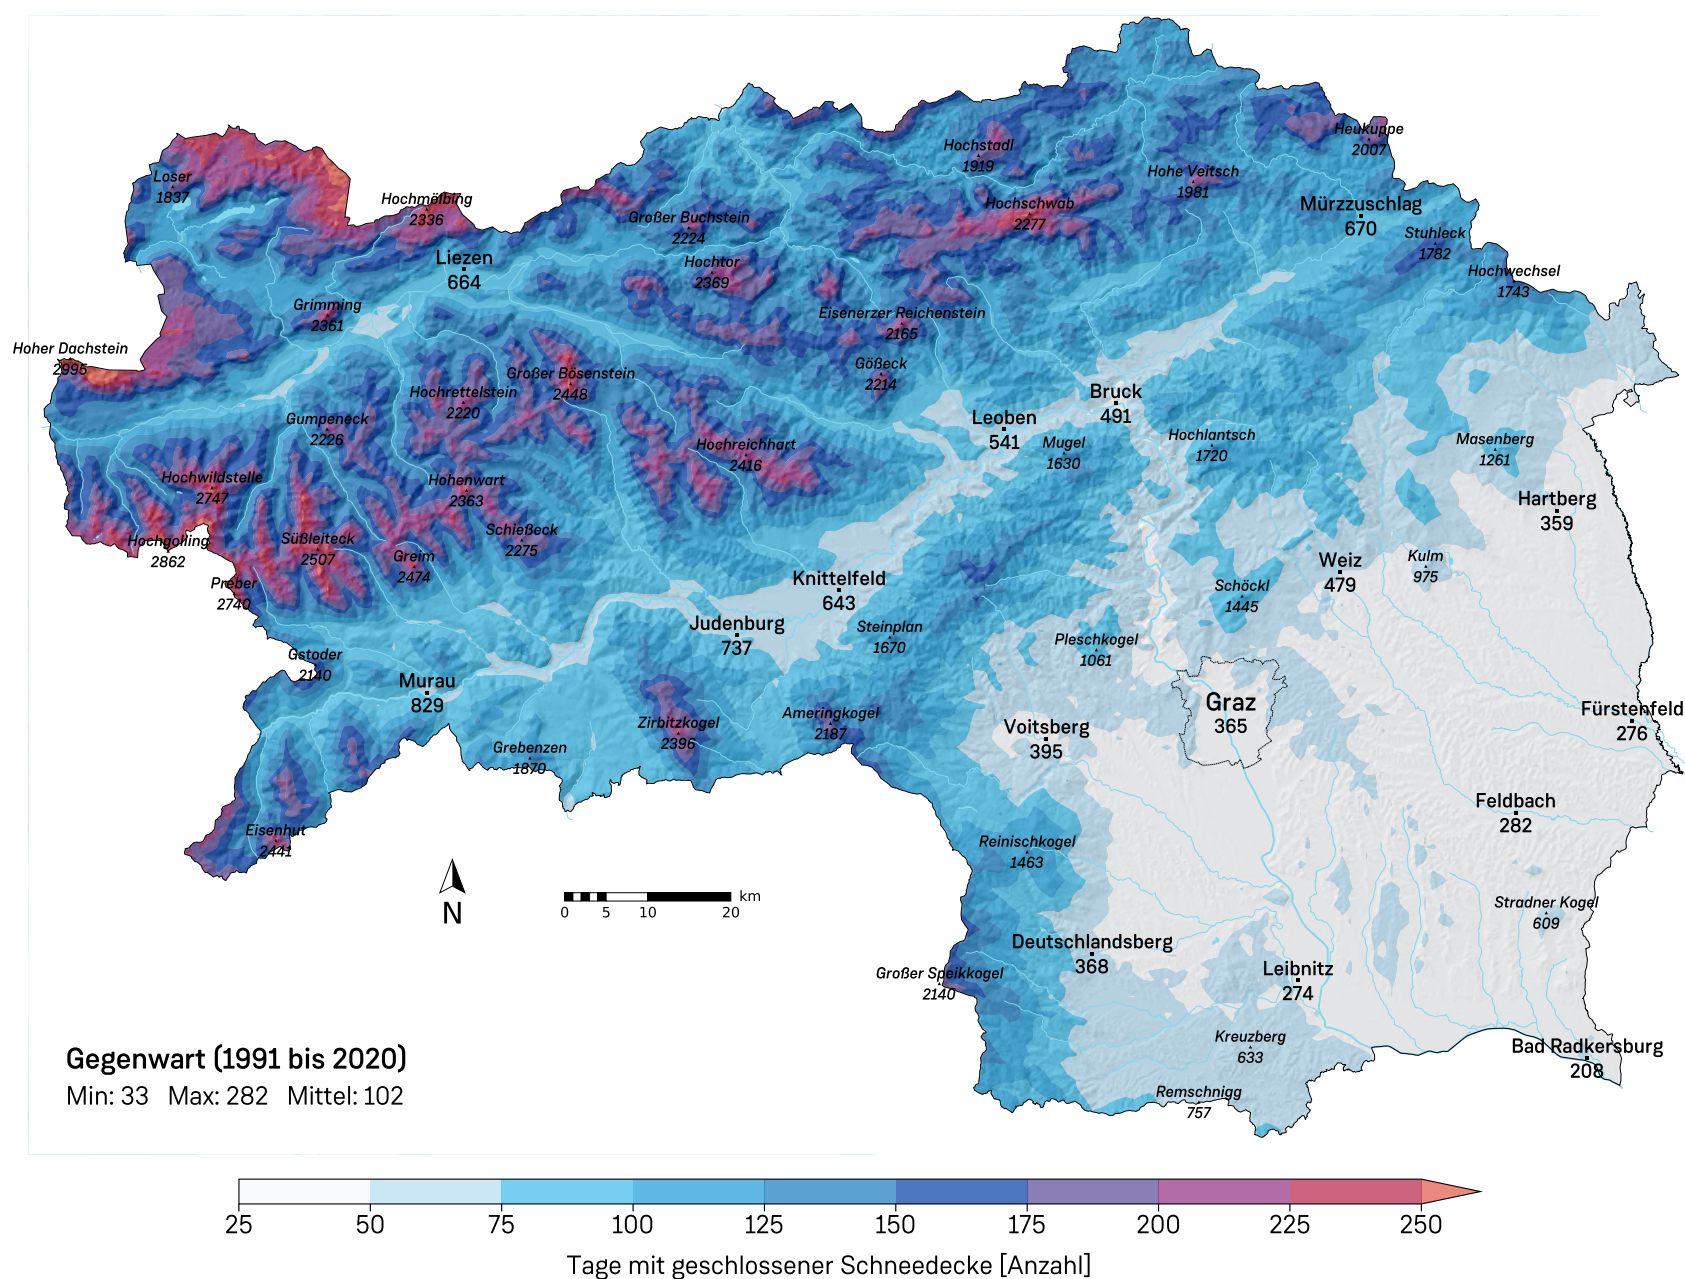 Loser
1837
Hochmölbing
2336
Hochstadl
1919
Heukuppe
2007
Hohe Veitsch
1981
Großer Buchstein
2224
Hochschwab
2277
Mürzzuschlag
670
Stuhleck
1782
Liezen
664
Hochtor
2369
Hochwechsel
1743
Grimming
2361
Eisenerzer Reichenstein
2165
Hoher Dachstein
2995
Großer Bösenstein
2448
Gößeck
2214
Hochrettelstein
2220
Bruck
491
Gumpeneck
2226
Leoben
541
Mugel
1630
Hochlantsch
1720
Masenberg
1261
Hochreichhart
2416
Hochwildstelle
2747
Hohenwart
2363
Hartberg
359
Hochgolling
2862
Süßleiteck
2507
Schießeck
2275
Greim
2474
Preber
2740
Knittelfeld
643
Weiz
479
Kulm
975
Schöckl
1445
Judenburg
737
Steinplan
1670
Pleschkogel
1061
Gstoder
2140
Murau
829
Graz
365
Zirbitzkogel
2396
Ameringkogel
2187
Voitsberg
395
Fürstenfeld
276
Grebenzen
1870
Feldbach
282
Eisenhut
2441
Reinischkogel
1463
N
0 5 10 20 km
Stradner Kogel
609
Deutschlandsberg
368
Großer Speikkogel
2140
Leibnitz
274
Kreuzberg
633
Bad Radkersburg
208
Remschnigg
757
Gegenwart (1991 bis 2020)
Min: 33 Max: 282 Mittel: 102
25 50 75 100 125 150 175 200 225 250
Tage mit geschlossener Schneedecke [Anzahl]